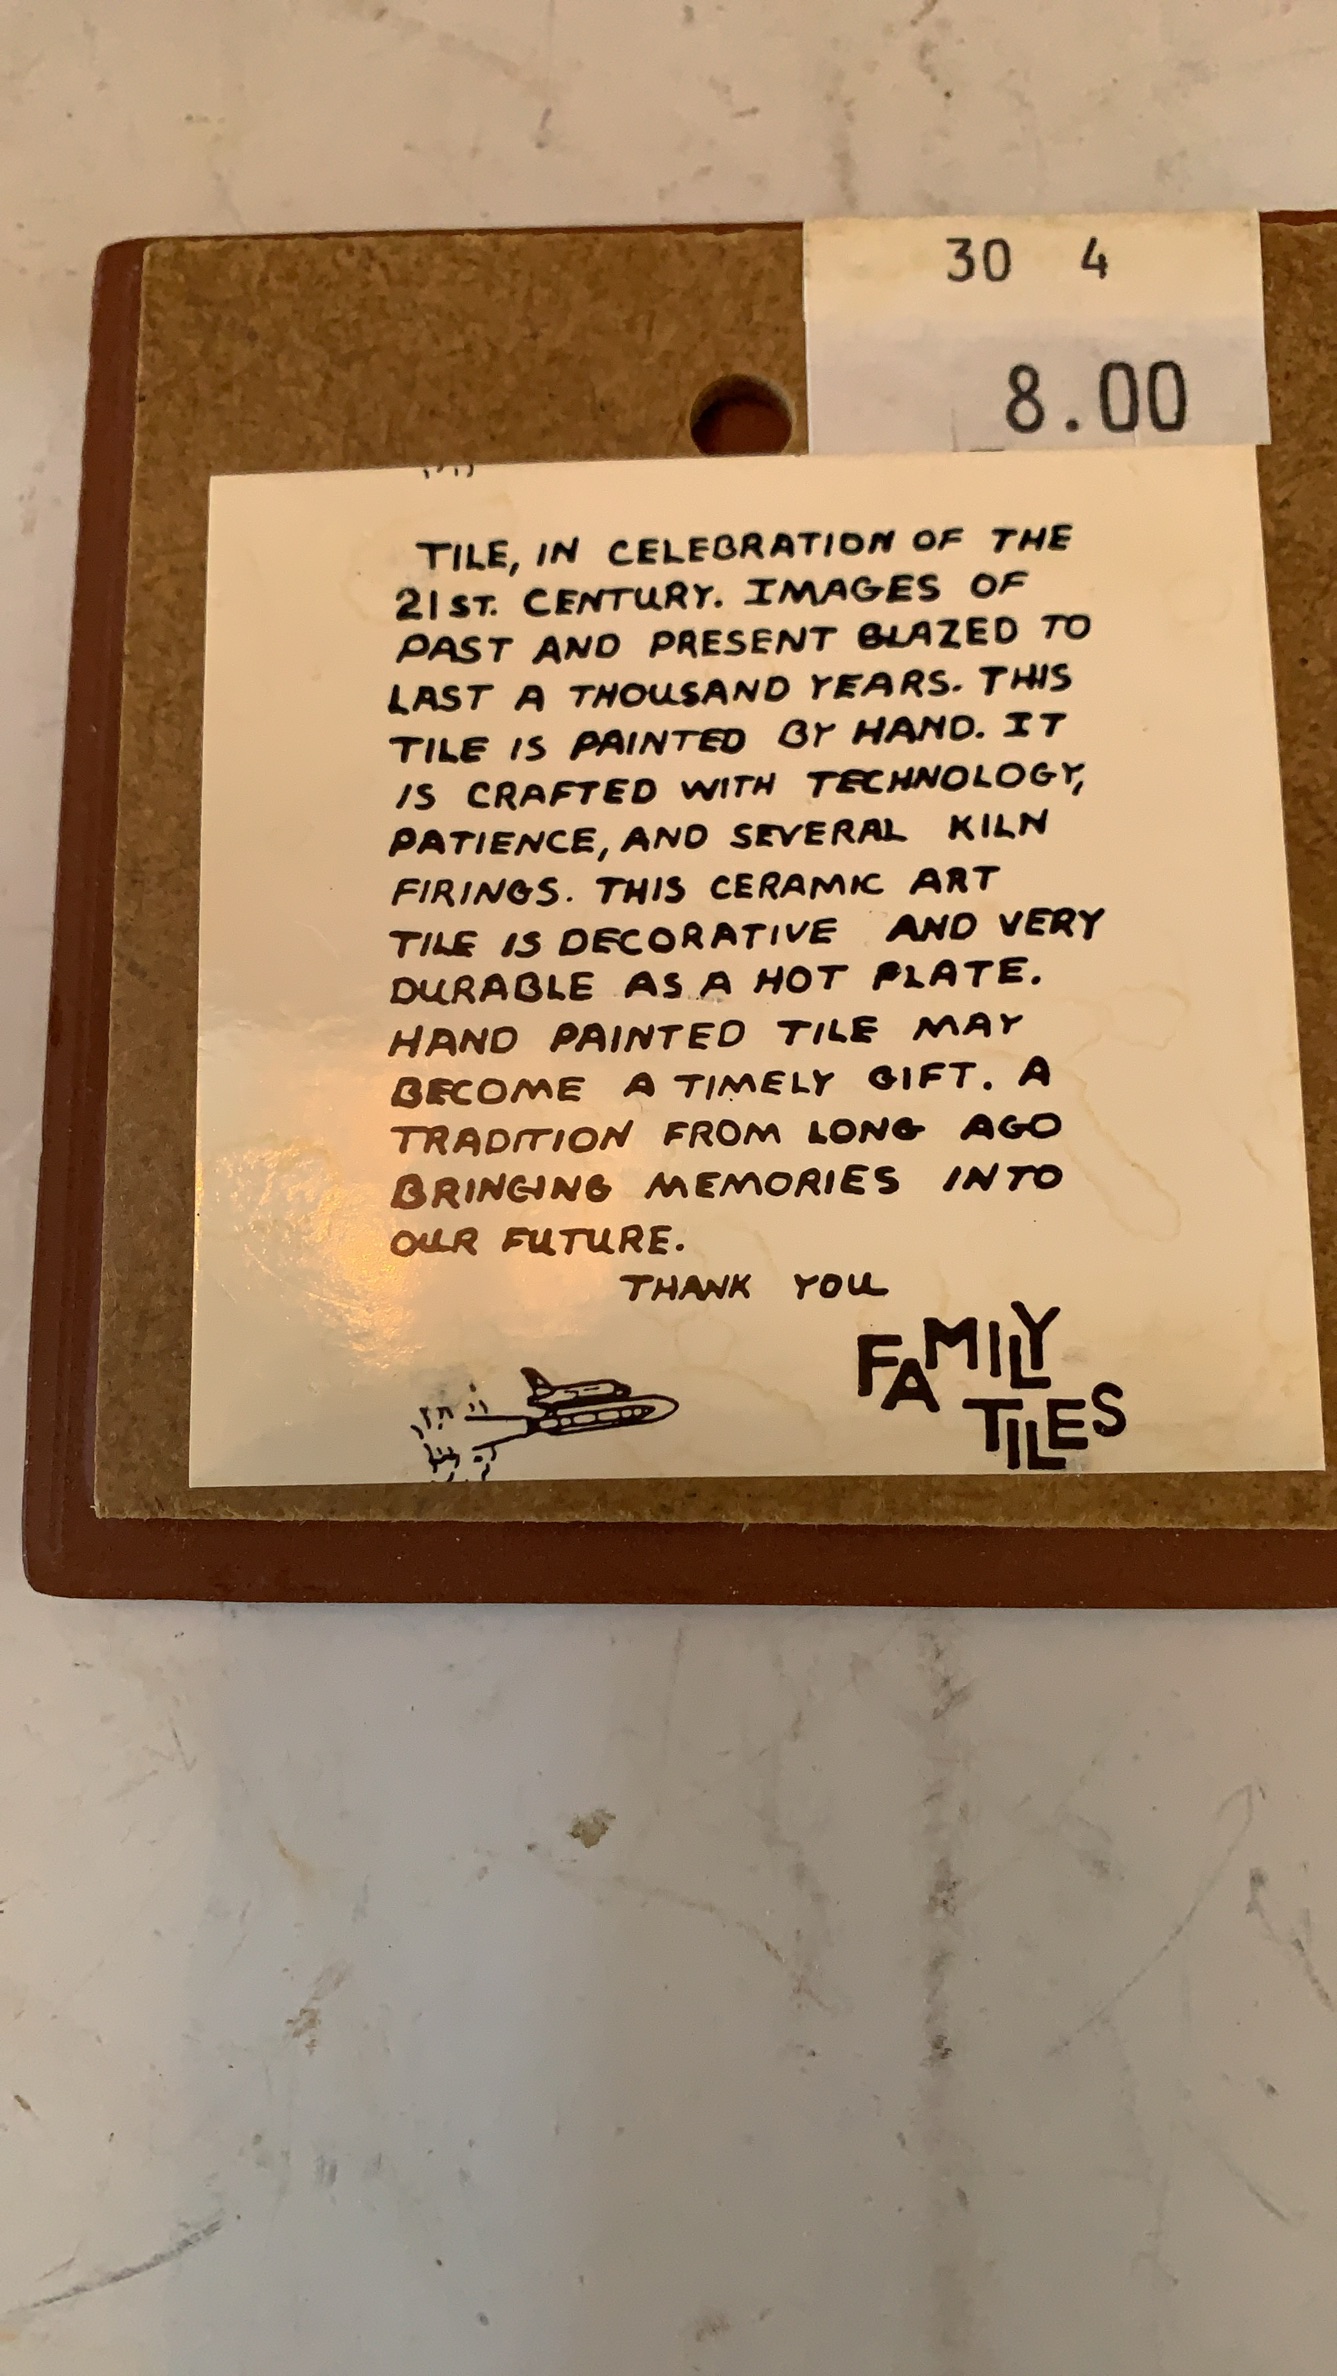 30 4
8.00
TILE, IN CELEBRATION OF THE
21ST. CENTURY. IMAGES OF
PAST AND PRESENT GLAZED TO
LAST A THOUSAND YEARS. THIS
TILE IS PAINTED BY HAND. IT
IS CRAFTED WITH TECHNOLOGY,
PATIENCE, AND SEVERAL KILN
FIRINGS. THIS CERAMIC ART
TILE IS DECORATIVE AND VERY
DURABLE AS A HOT PLATE.
HAND PAINTED TILE MAY
BECOME A TIMELY GIFT. A
TRADITION FROM LONG AGO
BRINGING MEMORIES INTO
OUR FUTURE.
THANK YOU
FAMILY
TILES